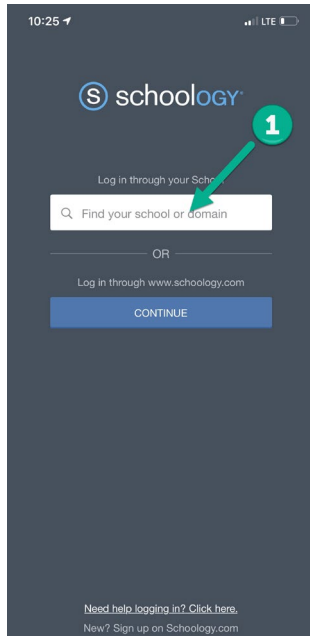 10:25
LTE
S schoology
1
Log in through your School
Find your school or domain
OR
Log in through www.schoology.com
CONTINUE
Need help logging in? Click here.
New? Sign up on Schoology.com